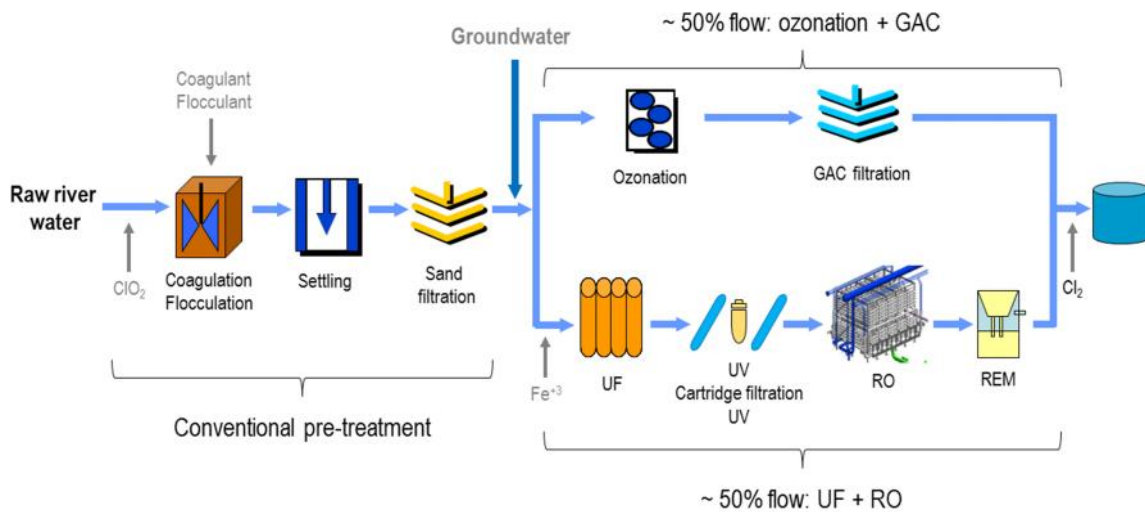 ~ 50% flow: ozonation + GAC
Groundwater
Coagulant
Flocculant
Raw river
water
ClO₂
Coagulation
Flocculation
Settling
Sand
filtration
Conventional pre-treatment
Ozonation
GAC filtration
Fe⁺³
UF
UV
Cartridge filtration
UV
RO
REM
Cl₂
~ 50% flow: UF + RO